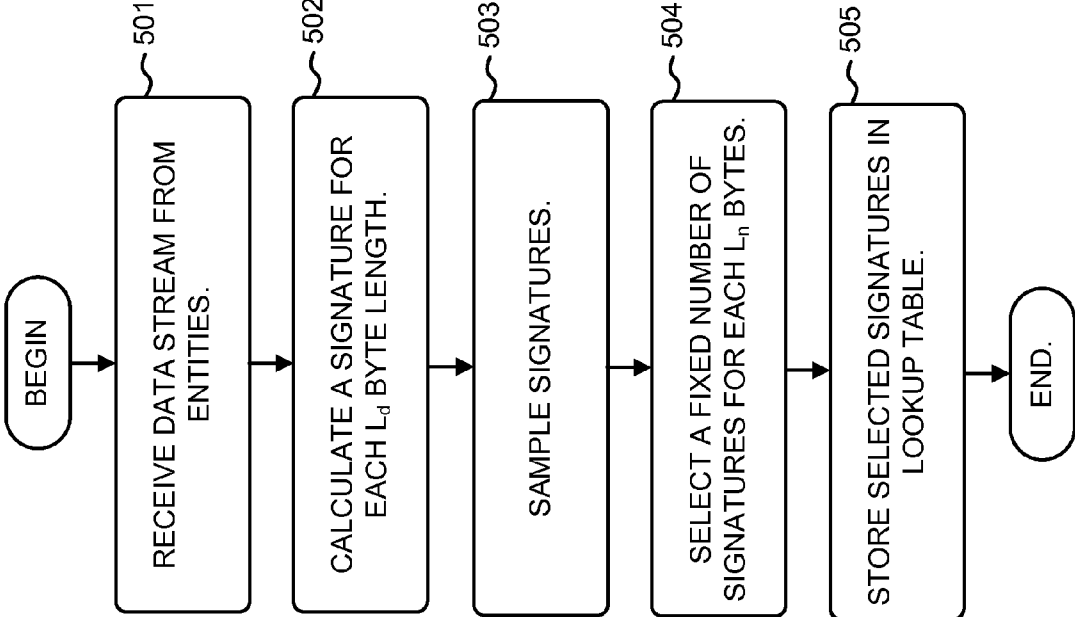 BEGIN
501
RECEIVE DATA STREAM FROM
ENTITIES.
502
CALCULATE A SIGNATURE FOR
EACH Ld BYTE LENGTH.
503
SAMPLE SIGNATURES.
504
SELECT A FIXED NUMBER OF
SIGNATURES FOR EACH Ln BYTES.
505
STORE SELECTED SIGNATURES IN
LOOKUP TABLE.
END.